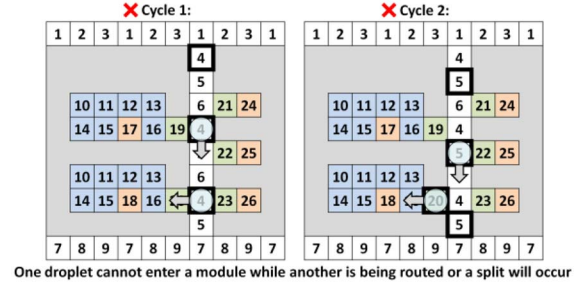 Cycle 1: Cycle 2:
1 2 3 1 2 3 1 2 3 1 1 2 3 1 2 3 1 2 3 1
4 4
5 5
10 11 12 13 6 21 24 10 11 12 13 6 21 24
14 15 17 16 19 4 14 15 17 16 19 4
22 25 5 22 25
10 11 12 13 6 10 11 12 13
14 15 18 16 4 23 26 14 15 18 20 4 23 26
5 5
7 8 9 7 8 9 7 8 9 7 7 8 9 7 8 9 7 8 9 7
One droplet cannot enter a module while another is being routed or a split will occur